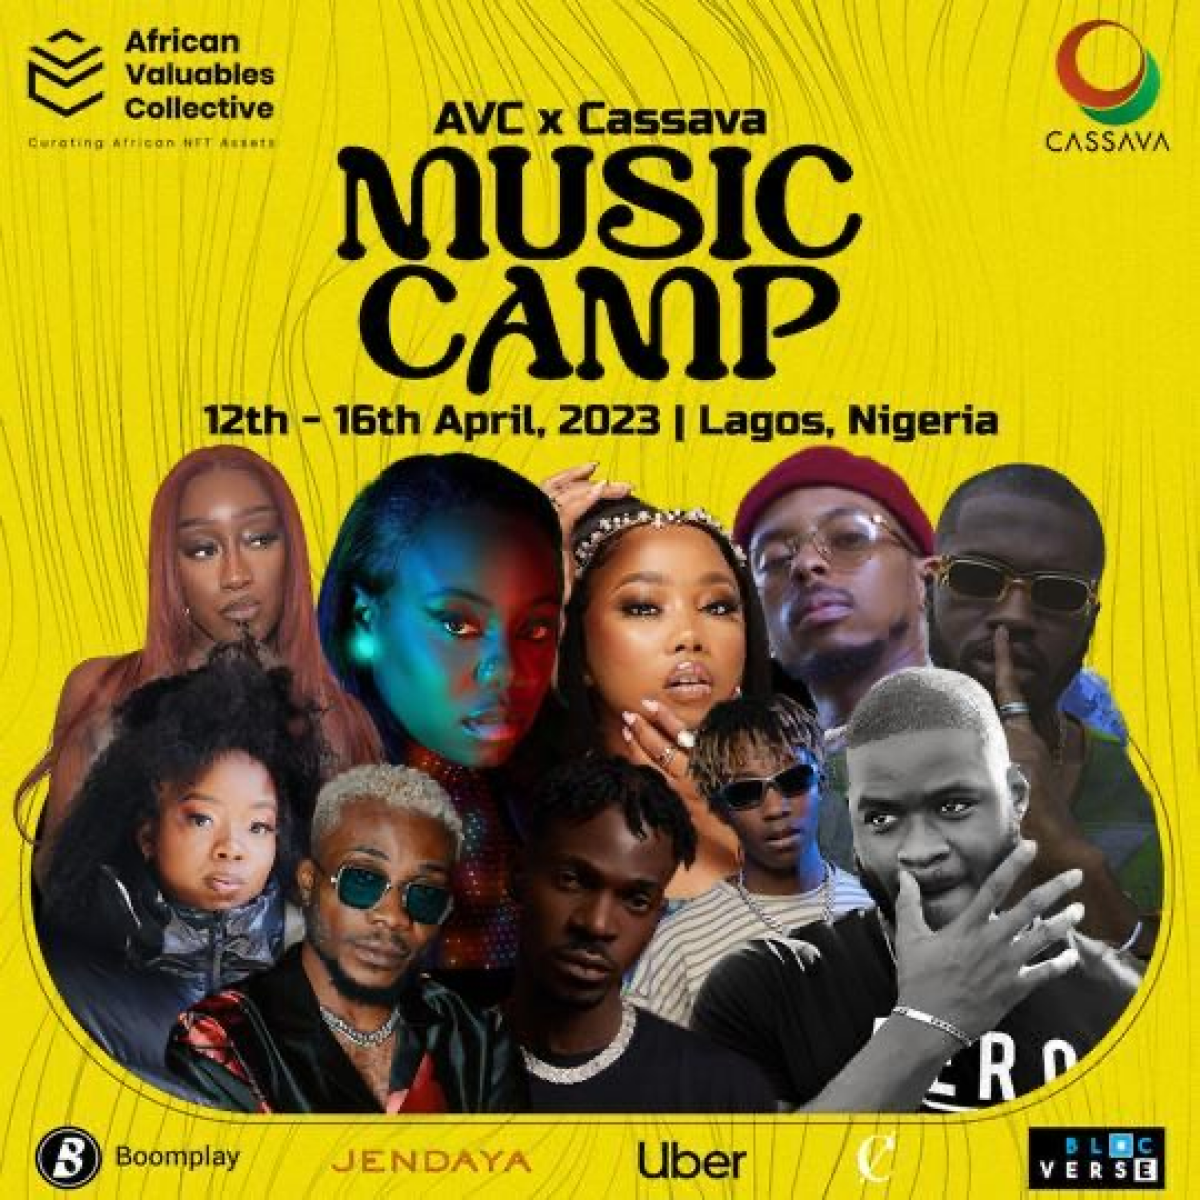 African
Valuables
Collective
Curating African NFT Assets
CASSAVA
AVC x Cassava
MUSIC
CAMP
12th - 16th April, 2023 | Lagos, Nigeria
ERO
B Boomplay
JENDAYA
Uber
BLOC
VERSE